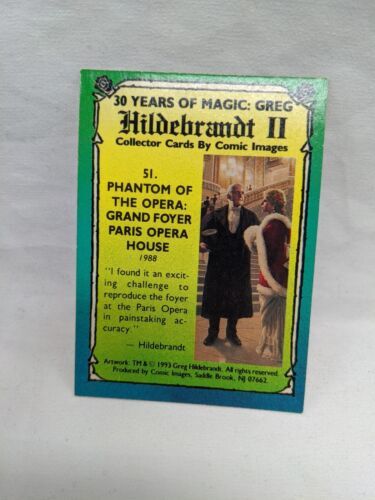 30 YEARS OF MAGIC: GREG
Hildebrandt II
Collector Cards By Comic Images
51.
PHANTOM OF
THE OPERA:
GRAND FOYER
PARIS OPERA
HOUSE
1988
"I found it an excit-
ing challenge to
reproduce the foyer
at the Paris Opera
in painstaking ac-
curacy."
— Hildebrandt
Artwork: TM & © 1993 Greg Hildebrandt. All rights reserved.
Produced by Comic Images, Saddle Brook, NJ 07662.